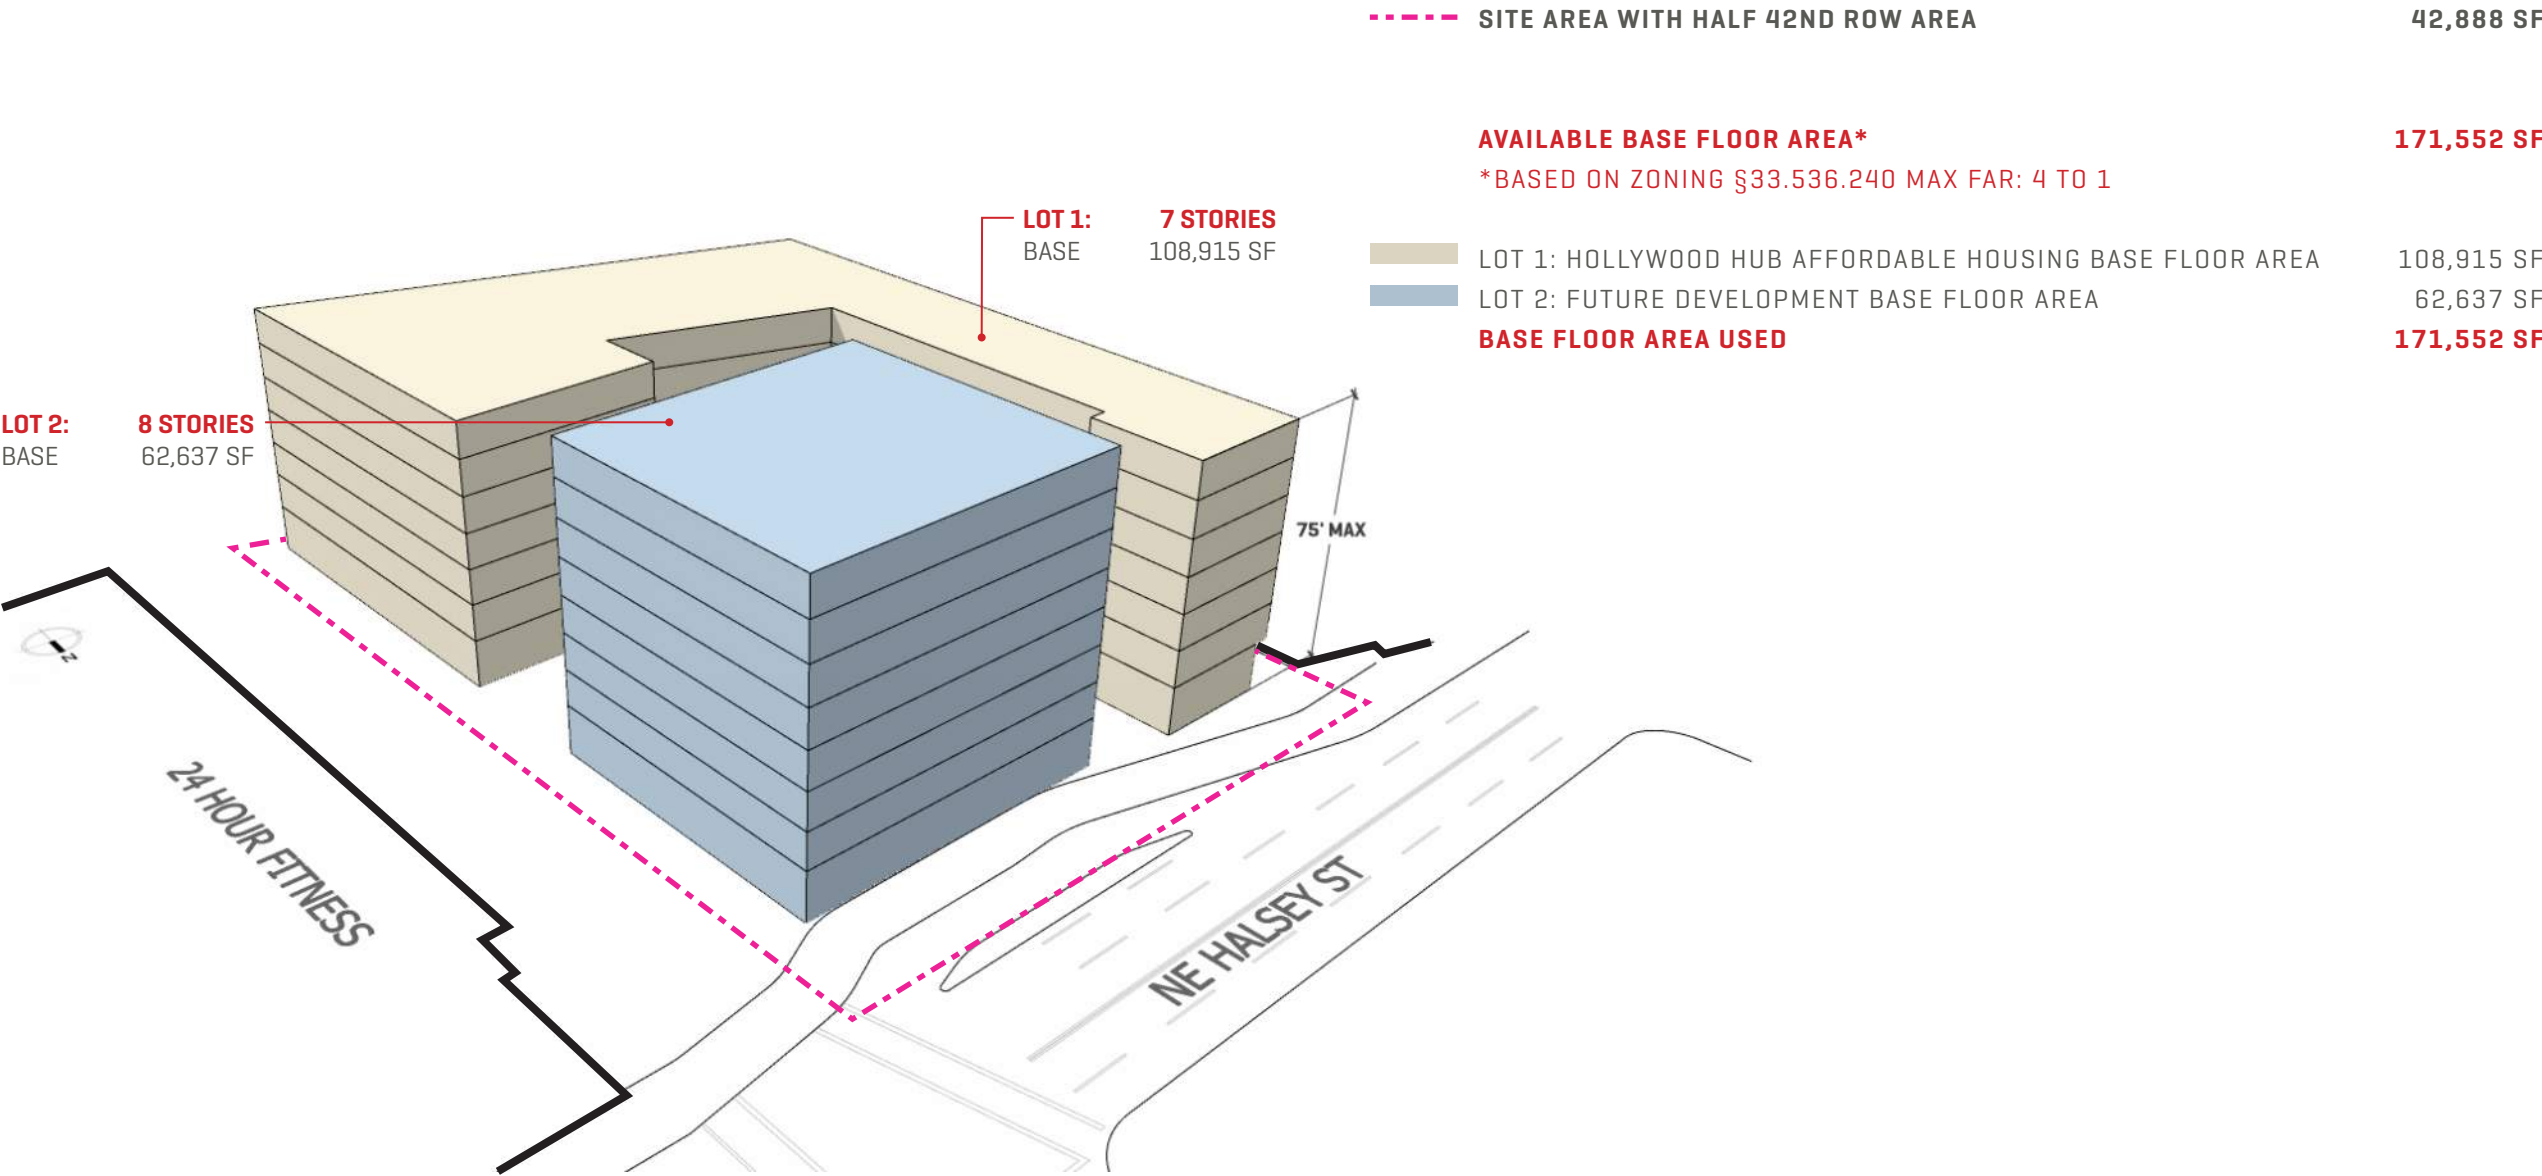 SITE AREA WITH HALF 42ND ROW AREA 42,888 SF
AVAILABLE BASE FLOOR AREA* 171,552 SF
*BASED ON ZONING §33.536.240 MAX FAR: 4 TO 1
LOT 1: 7 STORIES
BASE 108,915 SF
LOT 1: HOLLYWOOD HUB AFFORDABLE HOUSING BASE FLOOR AREA 108,915 SF
LOT 2: FUTURE DEVELOPMENT BASE FLOOR AREA 62,637 SF
BASE FLOOR AREA USED 171,552 SF
LOT 2: 8 STORIES
BASE 62,637 SF
75' MAX
N
24 HOUR FITNESS
NE HALSEY ST